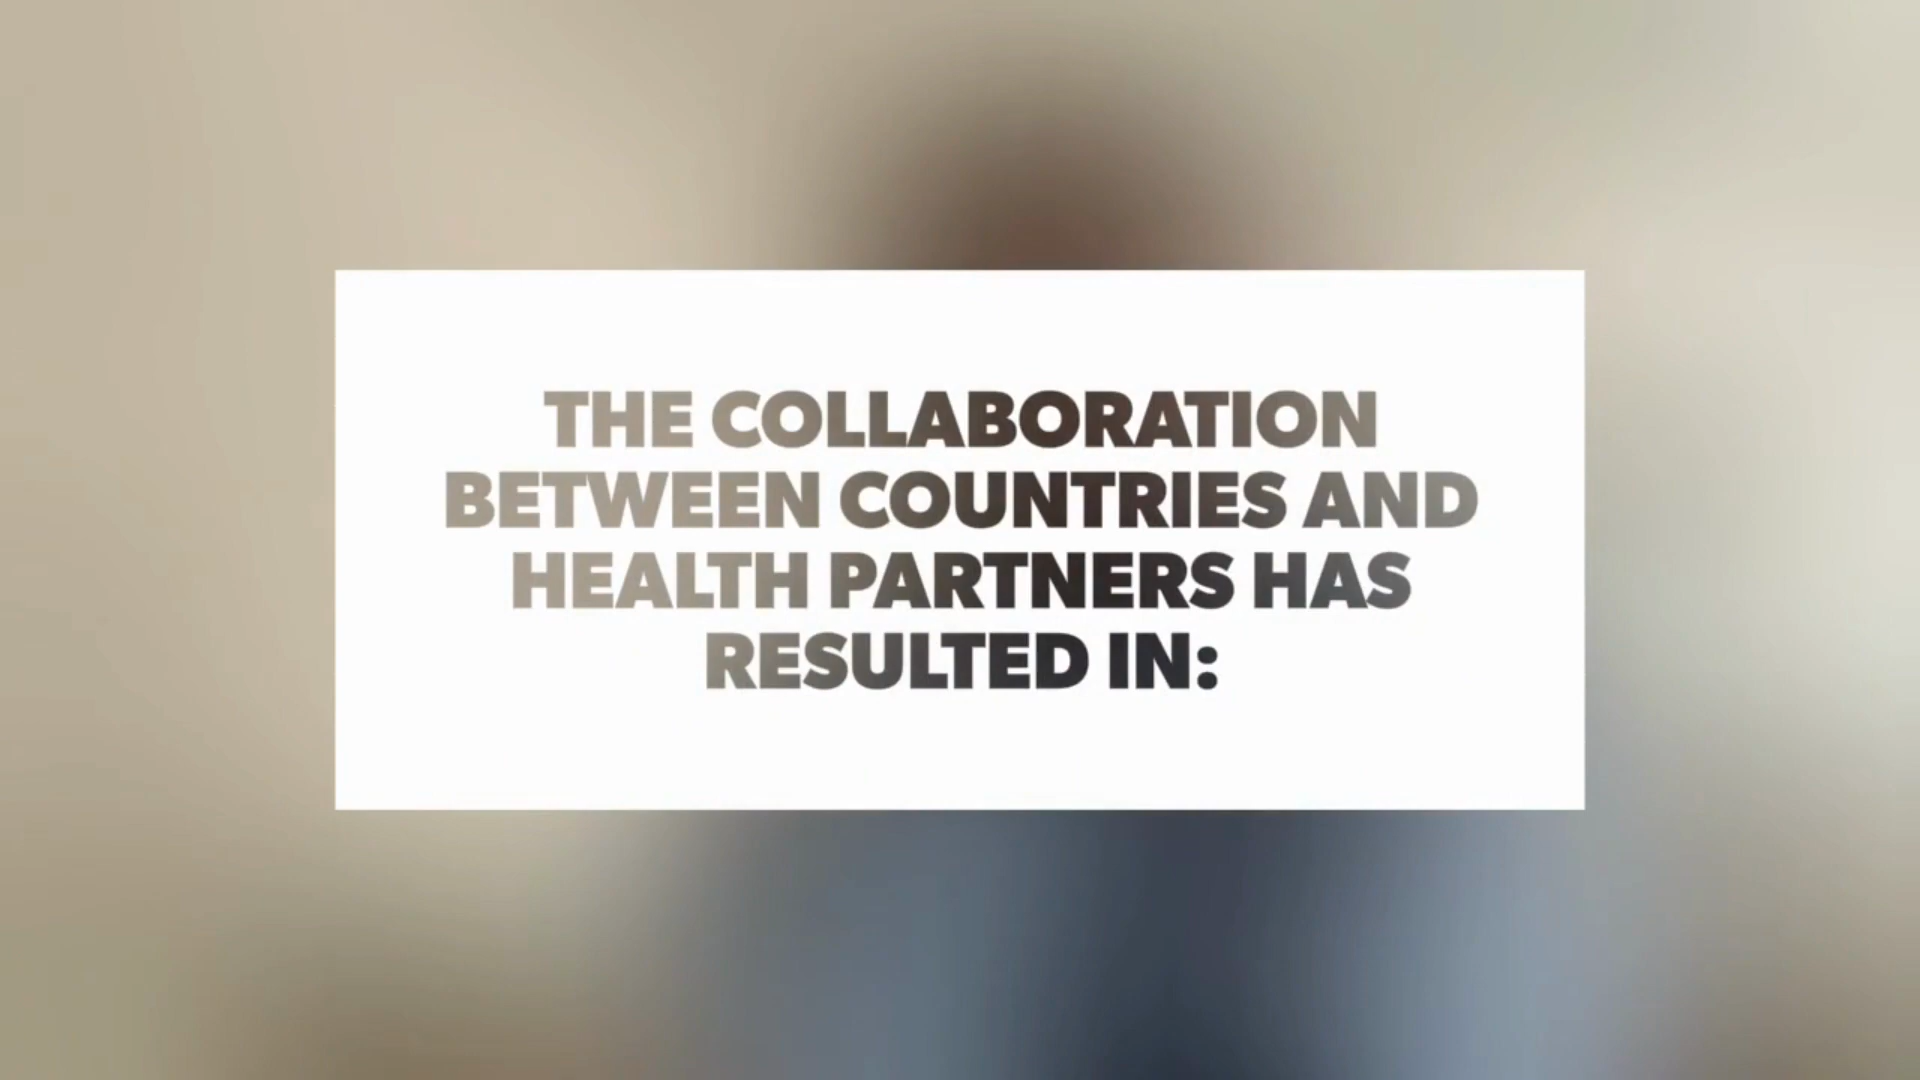 THE COLLABORATION
BETWEEN COUNTRIES AND
HEALTH PARTNERS HAS
RESULTED IN: